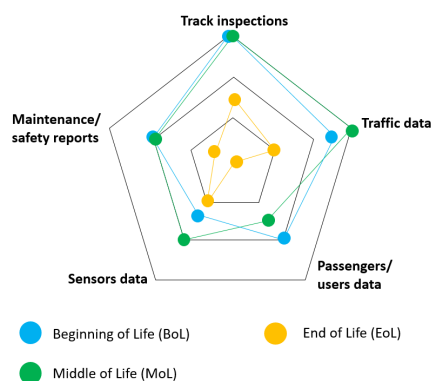 Track inspections
Maintenance/
safety reports
Traffic data
Sensors data
Passengers/
users data
Beginning of Life (BoL)
End of Life (EoL)
Middle of Life (MoL)